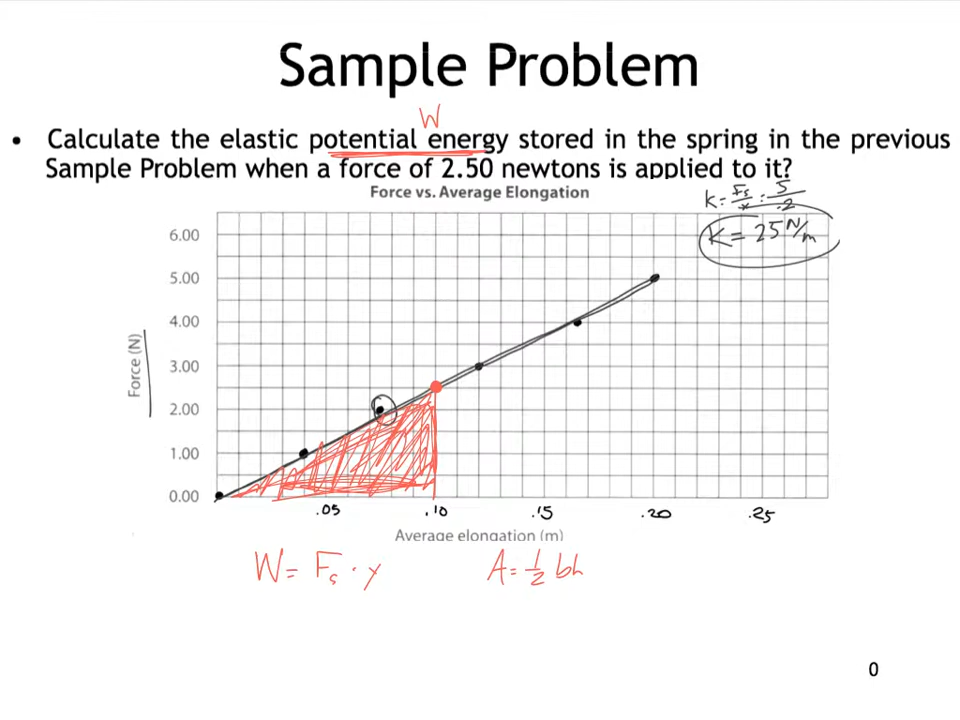 Sample Problem
W
• Calculate the elastic potential energy stored in the spring in the previous
Sample Problem when a force of 2.50 newtons is applied to it?
Force vs. Average Elongation
K = Fs/x = 5/.2
K = 25 N/m
6.00
5.00
4.00
3.00
2.00
1.00
0.00
Force (N)
.05 .10 .15 .20 .25
Average elongation (m)
W = Fs · x A = 1/2 bh
0